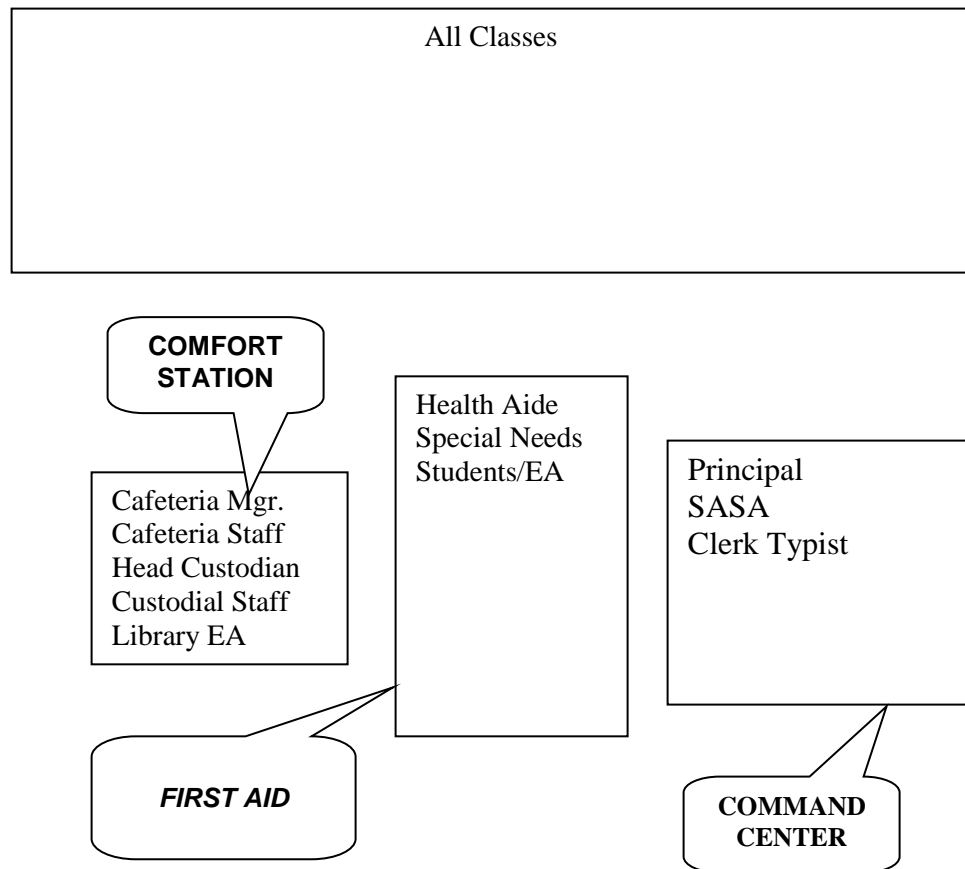 All Classes
COMFORT
STATION
Cafeteria Mgr.
Cafeteria Staff
Head Custodian
Custodial Staff
Library EA
Health Aide
Special Needs
Students/EA
Principal
SASA
Clerk Typist
FIRST AID
COMMAND
CENTER